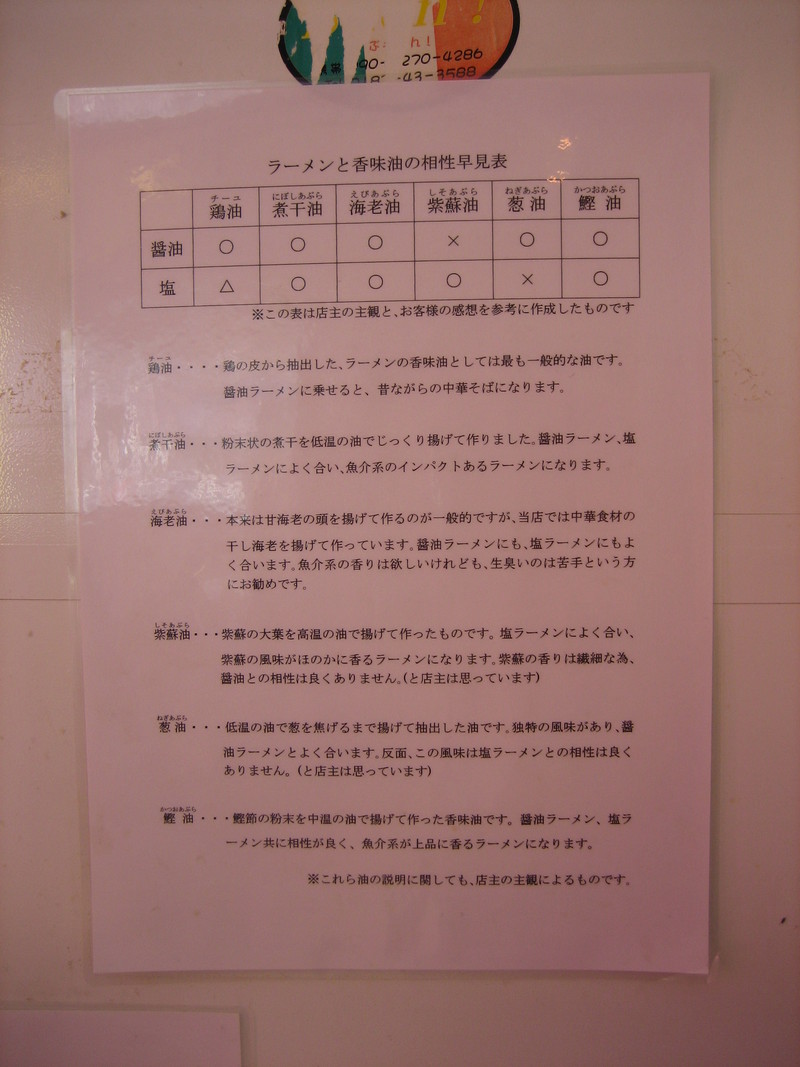 n!
ん!
270-4286
-43-3588
ラーメンと香味油の相性早見表
チーユ にぼしあぶら えびあぶら しそあぶら ねぎあぶら かつおあぶら
鶏油 煮干油 海老油 紫蘇油 葱油 鰹油
醤油 ○ ○ ○ × ○ ○
塩 △ ○ ○ ○ × ○
※この表は店主の主観と、お客様の感想を参考に作成したものです
チーユ
鶏油・・・・鶏の皮から抽出した、ラーメンの香味油としては最も一般的な油です。
醤油ラーメンに乗せると、昔ながらの中華そばになります。
にぼしあぶら
煮干油・・・粉末状の煮干を低温の油でじっくり揚げて作りました。醤油ラーメン、塩
ラーメンによく合い、魚介系のインパクトあるラーメンになります。
えびあぶら
海老油・・・本来は甘海老の頭を揚げて作るのが一般的ですが、当店では中華食材の
干し海老を揚げて作っています。醤油ラーメンにも、塩ラーメンにもよ
く合います。魚介系の香りは欲しいけれども、生臭いのは苦手という方
にお勧めです。
しそあぶら
紫蘇油・・・紫蘇の大葉を高温の油で揚げて作ったものです。塩ラーメンによく合い、
紫蘇の風味がほのかに香るラーメンになります。紫蘇の香りは繊細な為、
醤油との相性は良くありません。(と店主は思っています)
ねぎあぶら
葱油・・・低温の油で葱を焦げるまで揚げて抽出した油です。独特の風味があり、醤
油ラーメンとよく合います。反面、この風味は塩ラーメンとの相性は良く
ありません。(と店主は思っています)
かつおあぶら
鰹油・・・鰹節の粉末を中温の油で揚げて作った香味油です。醤油ラーメン、塩ラ
ーメン共に相性が良く、魚介系が上品に香るラーメンになります。
※これら油の説明に関しても、店主の主観によるものです。